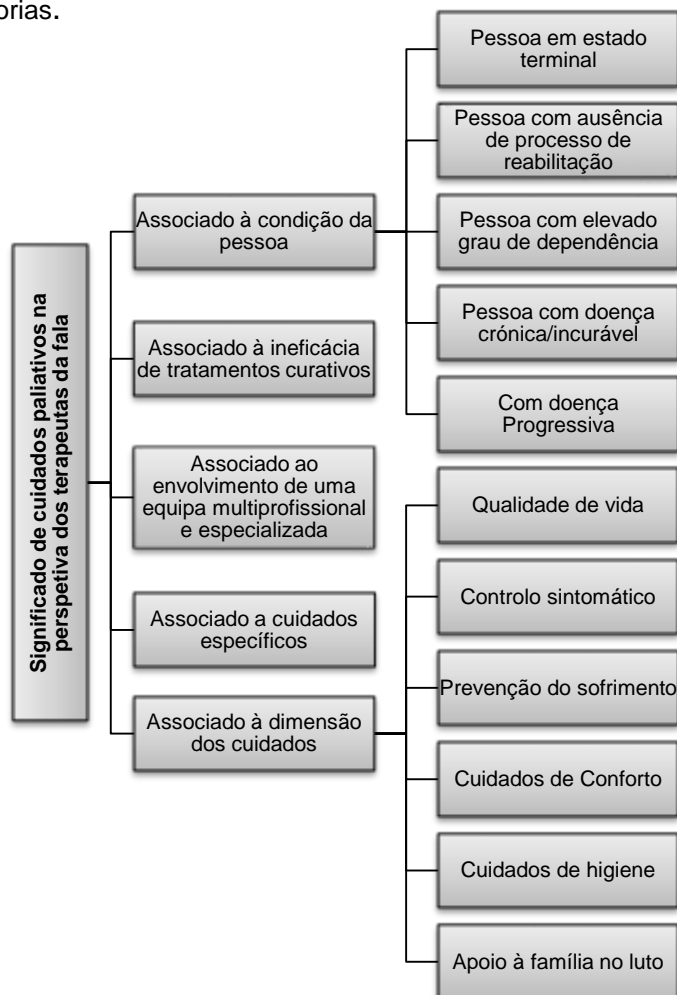 orias.
Pessoa em estado
terminal
Pessoa com ausência
de processo de
reabilitação
Associado à condição da
pessoa
Pessoa com elevado
grau de dependência
Pessoa com doença
crónica/incurável
Com doença
Progressiva
Significado de cuidados paliativos na
perspetiva dos terapeutas da fala
Associado à ineficácia
de tratamentos curativos
Associado ao
envolvimento de uma
equipa multiprofissional
e especializada
Associado a cuidados
específicos
Associado à dimensão
dos cuidados
Qualidade de vida
Controlo sintomático
Prevenção do sofrimento
Cuidados de Conforto
Cuidados de higiene
Apoio à família no luto